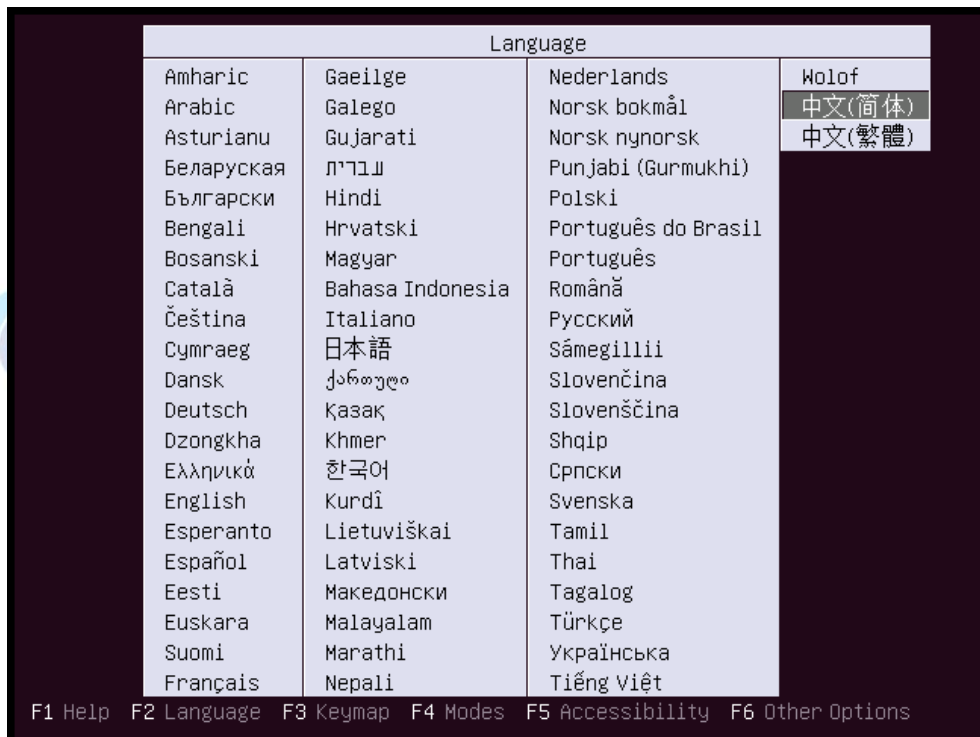 Language
Amharic
Arabic
Asturianu
Беларуская
Български
Bengali
Bosanski
Català
Čeština
Cymraeg
Dansk
Deutsch
Dzongkha
Ελληνικά
English
Esperanto
Español
Eesti
Euskara
Suomi
Français
Gaeilge
Galego
Gujarati
עברית
Hindi
Hrvatski
Magyar
Bahasa Indonesia
Italiano
日本語
ქართული
Қазақ
Khmer
한국어
Kurdî
Lietuviškai
Latviski
Македонски
Malayalam
Marathi
Nepali
Nederlands
Norsk bokmål
Norsk nynorsk
Punjabi (Gurmukhi)
Polski
Português do Brasil
Português
Română
Русский
Sámegillii
Slovenčina
Slovenščina
Shqip
Српски
Svenska
Tamil
Thai
Tagalog
Türkçe
Українська
Tiếng Việt
Wolof
中文(简体)
中文(繁體)
F1 Help F2 Language F3 Keymap F4 Modes F5 Accessibility F6 Other Options